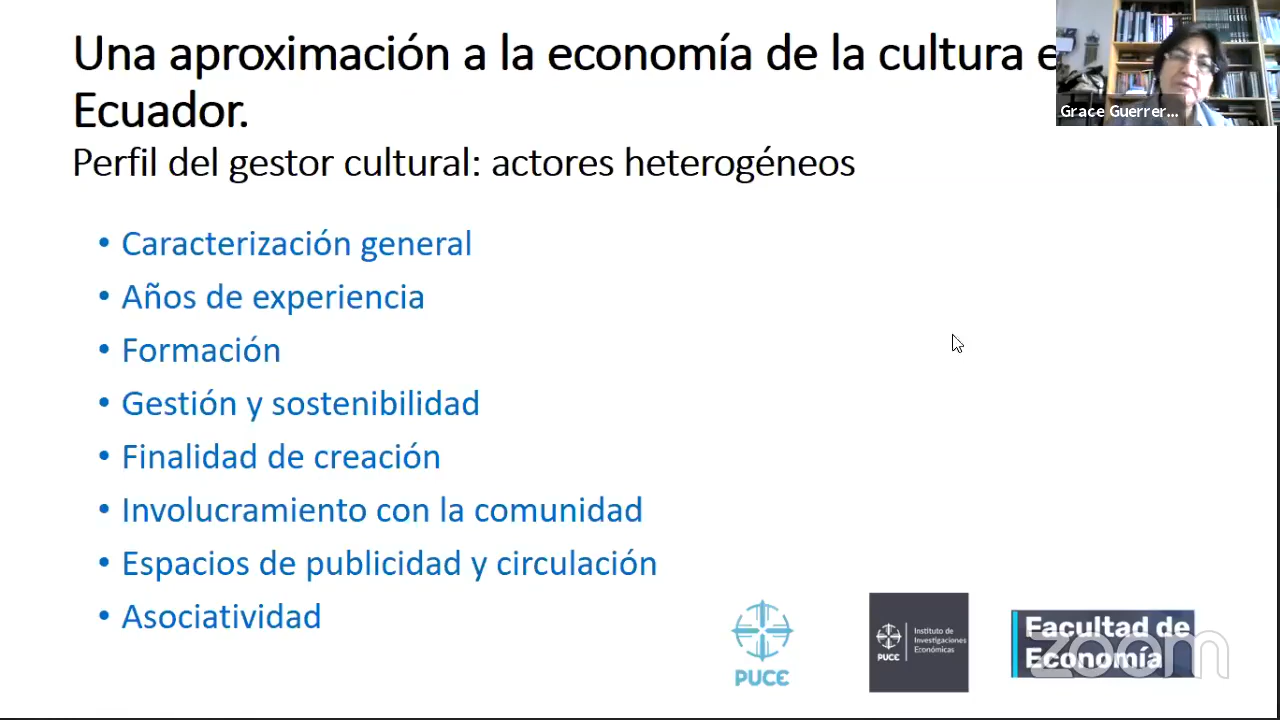 Una aproximación a la economía de la cultura e
Ecuador.
Grace Guerrer...
Perfil del gestor cultural: actores heterogéneos
• Caracterización general
• Años de experiencia
• Formación
• Gestión y sostenibilidad
• Finalidad de creación
• Involucramiento con la comunidad
• Espacios de publicidad y circulación
• Asociatividad
PUCE
PUCE
Instituto de
Investigaciones
Económicas
Facultad de
Economía
zoom